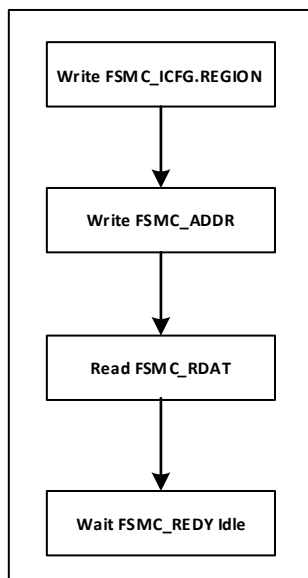 Write FSMC_ICFG.REGION
Write FSMC_ADDR
Read FSMC_RDAT
Wait FSMC_REDY Idle